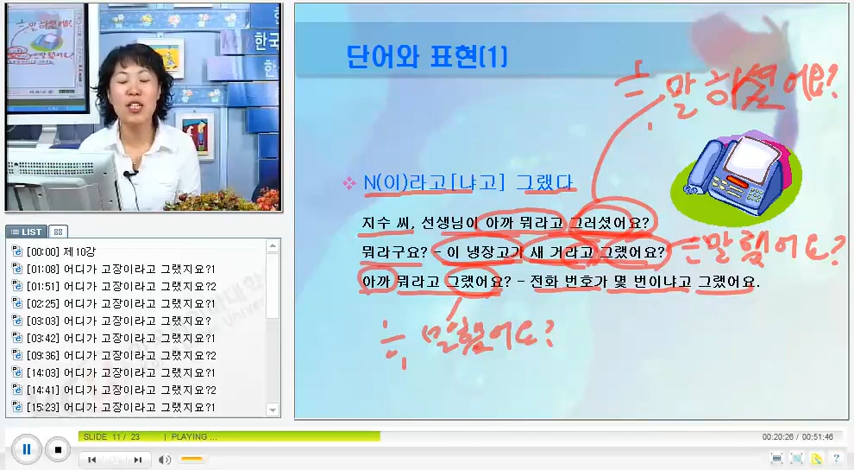 단어와 표현(1)
≒ 말하셨어요?
N(이)라고[냐고] 그랬다
지수 씨, 선생님이 아까 뭐라고 그러셨어요?
뭐라구요? - 이 냉장고가 새 거라고 그랬어요?
=말했어요?
아까 뭐라고 그랬어요? - 전화 번호가 몇 번이냐고 그랬어요.
≒ 말했어요?
LIST
[00:00] 제 10강
[01:08] 어디가 고장이라고 그랬지요?1
[01:51] 어디가 고장이라고 그랬지요?2
[02:25] 어디가 고장이라고 그랬지요?1
[03:03] 어디가 고장이라고 그랬지요?
[03:42] 어디가 고장이라고 그랬지요?1
[09:36] 어디가 고장이라고 그랬지요?2
[14:03] 어디가 고장이라고 그랬지요?1
[14:41] 어디가 고장이라고 그랬지요?2
[15:23] 어디가 고장이라고 그랬지요?1
SLIDE 11 / 23 | PLAYING ...
00:20:26 / 00:51:46